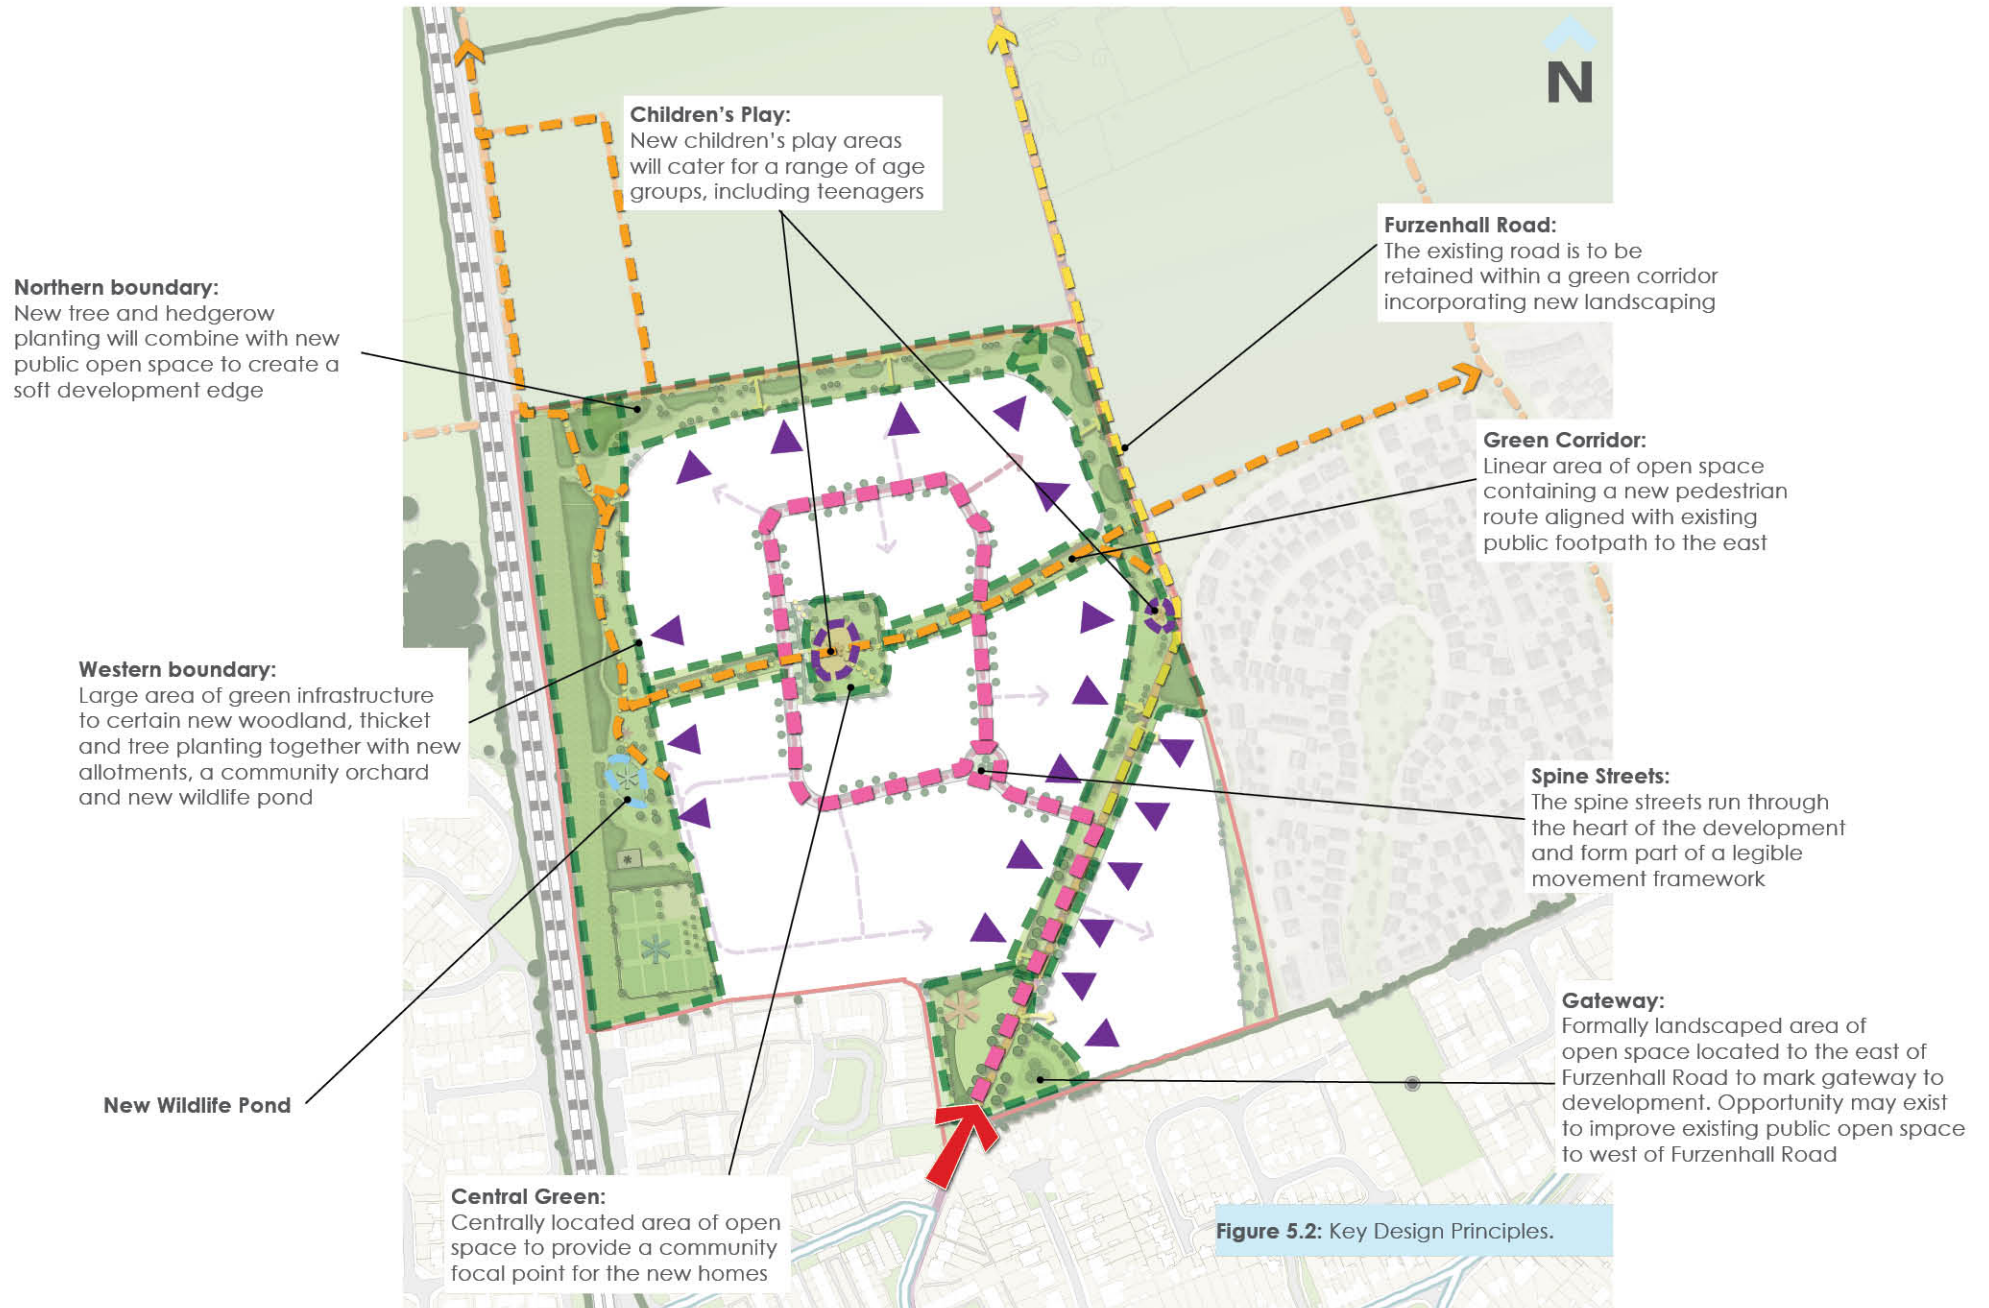 N
Children's Play:
New children's play areas
will cater for a range of age
groups, including teenagers
Furzenhall Road:
The existing road is to be
retained within a green corridor
incorporating new landscaping
Northern boundary:
New tree and hedgerow
planting will combine with new
public open space to create a
soft development edge
Green Corridor:
Linear area of open space
containing a new pedestrian
route aligned with existing
public footpath to the east
Western boundary:
Large area of green infrastructure
to certain new woodland, thicket
and tree planting together with new
allotments, a community orchard
and new wildlife pond
Spine Streets:
The spine streets run through
the heart of the development
and form part of a legible
movement framework
Gateway:
Formally landscaped area of
open space located to the east of
Furzenhall Road to mark gateway to
development. Opportunity may exist
to improve existing public open space
to west of Furzenhall Road
New Wildlife Pond
Central Green:
Centrally located area of open
space to provide a community
focal point for the new homes
Figure 5.2: Key Design Principles.